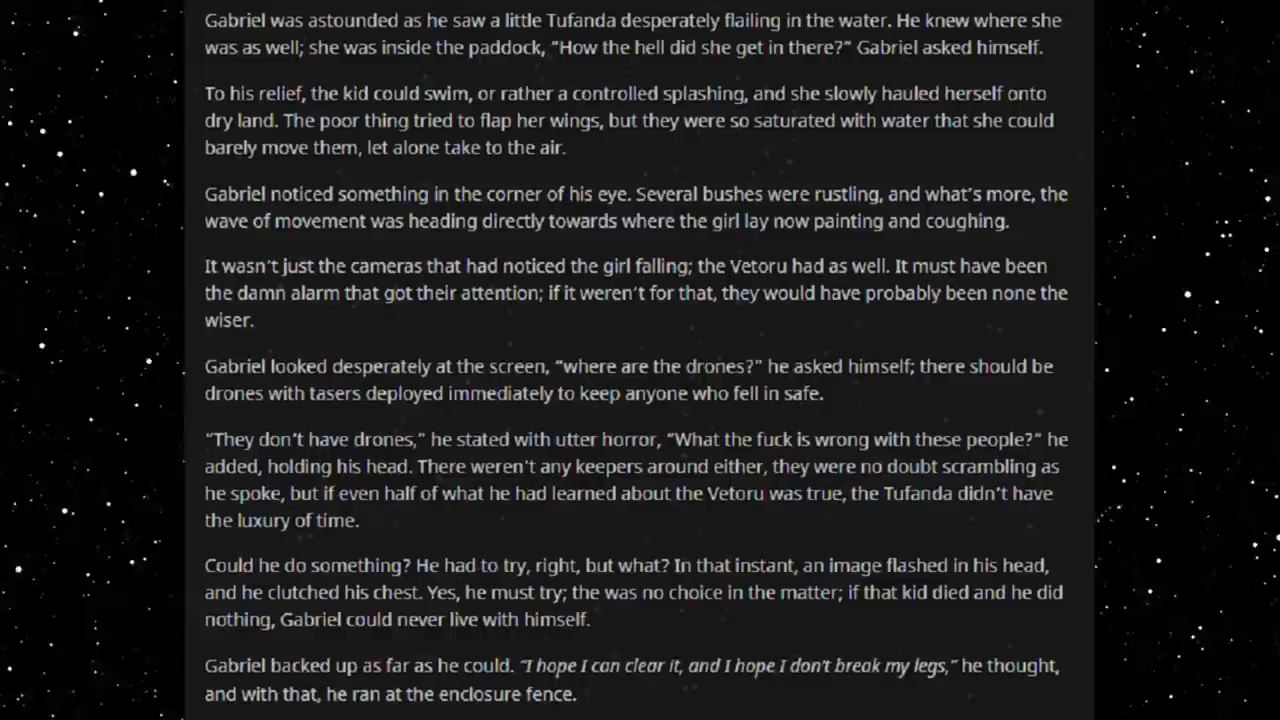 Gabriel was astounded as he saw a little Tufanda desperately flailing in the water. He knew where she
was as well; she was inside the paddock, “How the hell did she get in there?” Gabriel asked himself.
To his relief, the kid could swim, or rather a controlled splashing, and she slowly hauled herself onto
dry land. The poor thing tried to flap her wings, but they were so saturated with water that she could
barely move them, let alone take to the air.
Gabriel noticed something in the corner of his eye. Several bushes were rustling, and what’s more, the
wave of movement was heading directly towards where the girl lay now painting and coughing.
It wasn’t just the cameras that had noticed the girl falling; the Vetoru had as well. It must have been
the damn alarm that got their attention; if it weren’t for that, they would have probably been none the
wiser.
Gabriel looked desperately at the screen, “where are the drones?” he asked himself; there should be
drones with tasers deployed immediately to keep anyone who fell in safe.
“They don’t have drones,” he stated with utter horror, “What the fuck is wrong with these people?“ he
added, holding his head. There weren’t any keepers around either, they were no doubt scrambling as
he spoke, but if even half of what he had learned about the Vetoru was true, the Tufanda didn’t have
the luxury of time.
Could he do something? He had to try, right, but what? In that instant, an image flashed in his head,
and he clutched his chest. Yes, he must try; the was no choice in the matter; if that kid died and he did
nothing, Gabriel could never live with himself.
Gabriel backed up as far as he could. “I hope I can clear it, and I hope I don’t break my legs,” he thought,
and with that, he ran at the enclosure fence.